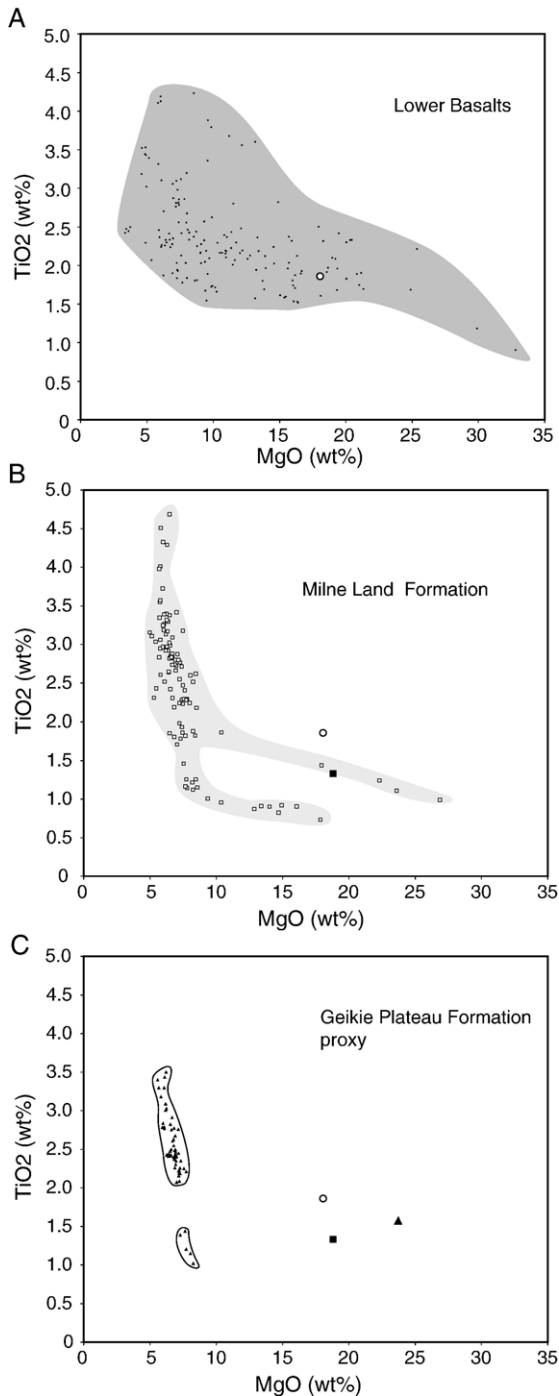 A
5.0
4.5
4.0
3.5
3.0
2.5
2.0
1.5
1.0
0.5
0
TiO2 (wt%)
Lower Basalts
0 5 10 15 20 25 30 35
MgO (wt%)
B
5.0
4.5
4.0
3.5
3.0
2.5
2.0
1.5
1.0
0.5
0
TiO2 (wt%)
Milne Land Formation
0 5 10 15 20 25 30 35
MgO (wt%)
C
5.0
4.5
4.0
3.5
3.0
2.5
2.0
1.5
1.0
0.5
0
TiO2 (wt%)
Geikie Plateau Formation
proxy
0 5 10 15 20 25 30 35
MgO (wt%)